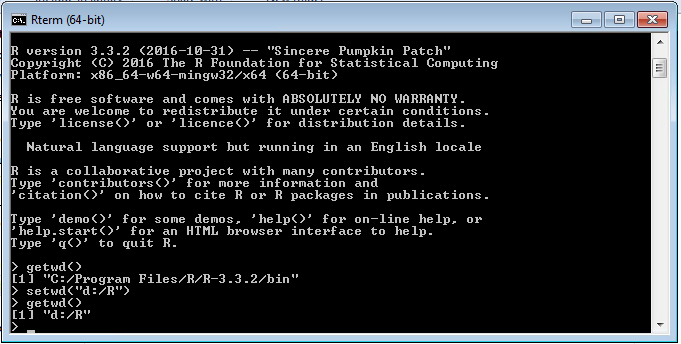 Rterm (64-bit)
R version 3.3.2 (2016-10-31) -- "Sincere Pumpkin Patch"
Copyright (C) 2016 The R Foundation for Statistical Computing
Platform: x86_64-w64-mingw32/x64 (64-bit)
R is free software and comes with ABSOLUTELY NO WARRANTY.
You are welcome to redistribute it under certain conditions.
Type 'license()' or 'licence()' for distribution details.
Natural language support but running in an English locale
R is a collaborative project with many contributors.
Type 'contributors()' for more information and
'citation()' on how to cite R or R packages in publications.
Type 'demo()' for some demos, 'help()' for on-line help, or
'help.start()' for an HTML browser interface to help.
Type 'q()' to quit R.
> getwd()
[1] "C:/Program Files/R/R-3.3.2/bin"
> setwd("d:/R")
> getwd()
[1] "d:/R"
> _